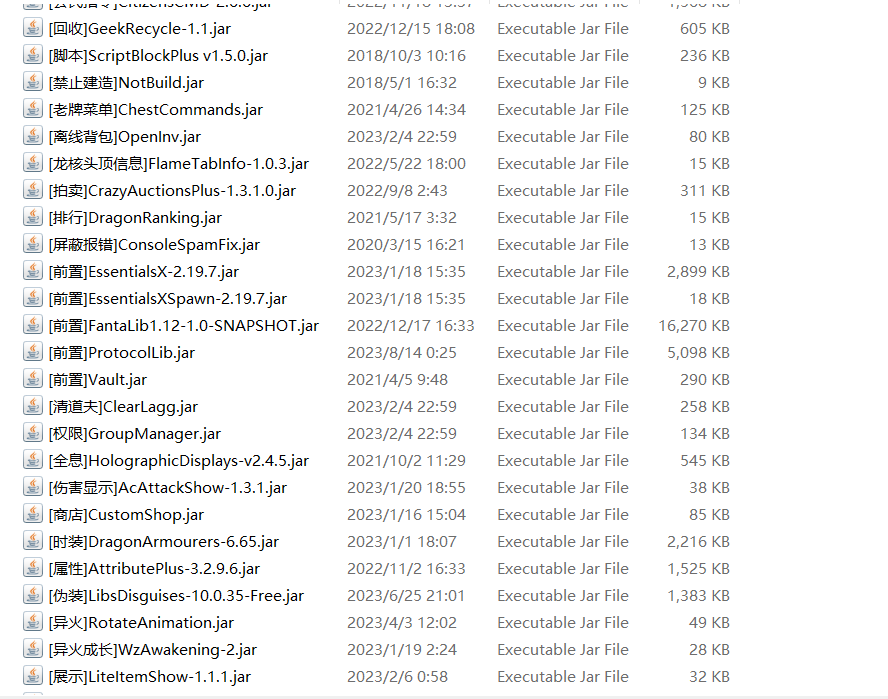 [回收]GeekRecycle-1.1.jar 2022/12/15 18:08 Executable Jar File 605 KB
[脚本]ScriptBlockPlus v1.5.0.jar 2018/10/3 10:16 Executable Jar File 236 KB
[禁止建造]NotBuild.jar 2018/5/1 16:32 Executable Jar File 9 KB
[老牌菜单]ChestCommands.jar 2021/4/26 14:34 Executable Jar File 125 KB
[离线背包]OpenInv.jar 2023/2/4 22:59 Executable Jar File 80 KB
[龙核头顶信息]FlameTabInfo-1.0.3.jar 2022/5/22 18:00 Executable Jar File 15 KB
[拍卖]CrazyAuctionsPlus-1.3.1.0.jar 2022/9/8 2:43 Executable Jar File 311 KB
[排行]DragonRanking.jar 2021/5/17 3:32 Executable Jar File 15 KB
[屏蔽报错]ConsoleSpamFix.jar 2020/3/15 16:21 Executable Jar File 13 KB
[前置]EssentialsX-2.19.7.jar 2023/1/18 15:35 Executable Jar File 2,899 KB
[前置]EssentialsXSpawn-2.19.7.jar 2023/1/18 15:35 Executable Jar File 18 KB
[前置]FantaLib1.12-1.0-SNAPSHOT.jar 2022/12/17 16:33 Executable Jar File 16,270 KB
[前置]ProtocolLib.jar 2023/8/14 0:25 Executable Jar File 5,098 KB
[前置]Vault.jar 2021/4/5 9:48 Executable Jar File 290 KB
[清道夫]ClearLagg.jar 2023/2/4 22:59 Executable Jar File 258 KB
[权限]GroupManager.jar 2023/2/4 22:59 Executable Jar File 134 KB
[全息]HolographicDisplays-v2.4.5.jar 2021/10/2 11:29 Executable Jar File 545 KB
[伤害显示]AcAttackShow-1.3.1.jar 2023/1/20 18:55 Executable Jar File 38 KB
[商店]CustomShop.jar 2023/1/16 15:04 Executable Jar File 85 KB
[时装]DragonArmourers-6.65.jar 2023/1/1 18:07 Executable Jar File 2,216 KB
[属性]AttributePlus-3.2.9.6.jar 2022/11/2 16:33 Executable Jar File 1,525 KB
[伪装]LibsDisguises-10.0.35-Free.jar 2023/6/25 21:01 Executable Jar File 1,383 KB
[异火]RotateAnimation.jar 2023/4/3 12:02 Executable Jar File 49 KB
[异火成长]WzAwakening-2.jar 2023/1/19 2:24 Executable Jar File 28 KB
[展示]LiteItemShow-1.1.1.jar 2023/2/6 0:58 Executable Jar File 32 KB